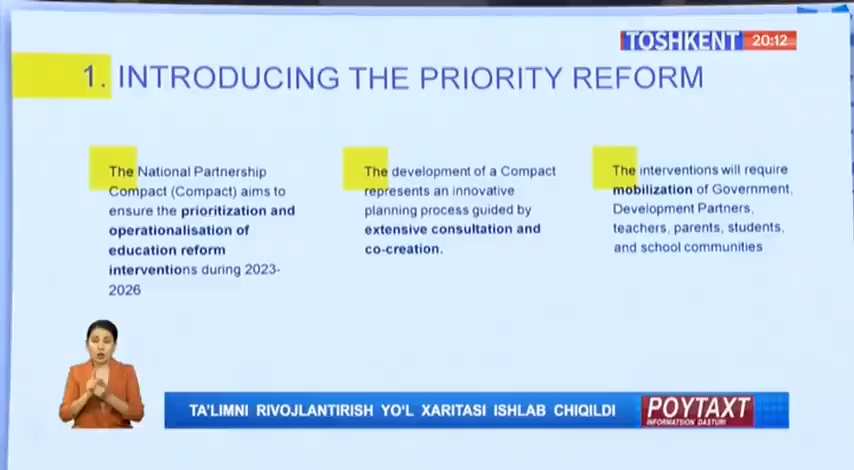 TOSHKENT 20:12
1. INTRODUCING THE PRIORITY REFORM
The National Partnership
Compact (Compact) aims to
ensure the prioritization and
operationalisation of
education reform
interventions during 2023-
2026
The development of a Compact
represents an innovative
planning process guided by
extensive consultation and
co-creation.
The interventions will require
mobilization of Government,
Development Partners,
teachers, parents, students,
and school communities
TA'LIMNI RIVOJLANTIRISH YO'L XARITASI ISHLAB CHIQILDI
POYTAXT
INFORMATSION DASTURI